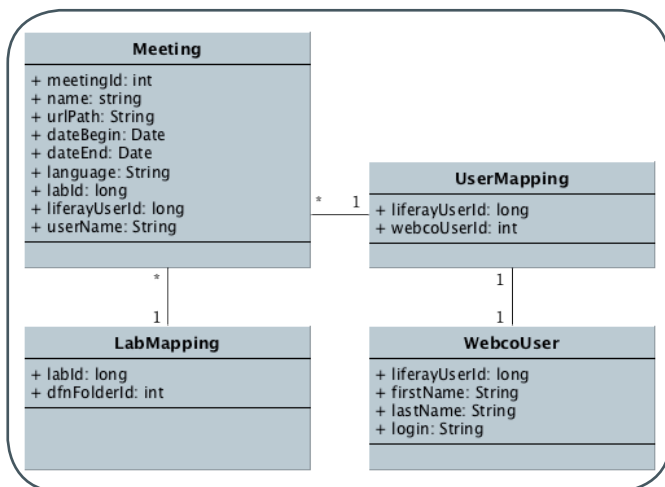 Meeting
+ meetingId: int
+ name: string
+ urlPath: String
+ dateBegin: Date
+ dateEnd: Date
+ language: String
+ labId: long
+ liferayUserId: long
+ userName: String
* 1
UserMapping
+ liferayUserId: long
+ webcoUserId: int
*
1
1
1
LabMapping
+ labId: long
+ dfnFolderId: int
WebcoUser
+ liferayUserId: long
+ firstName: String
+ lastName: String
+ login: String